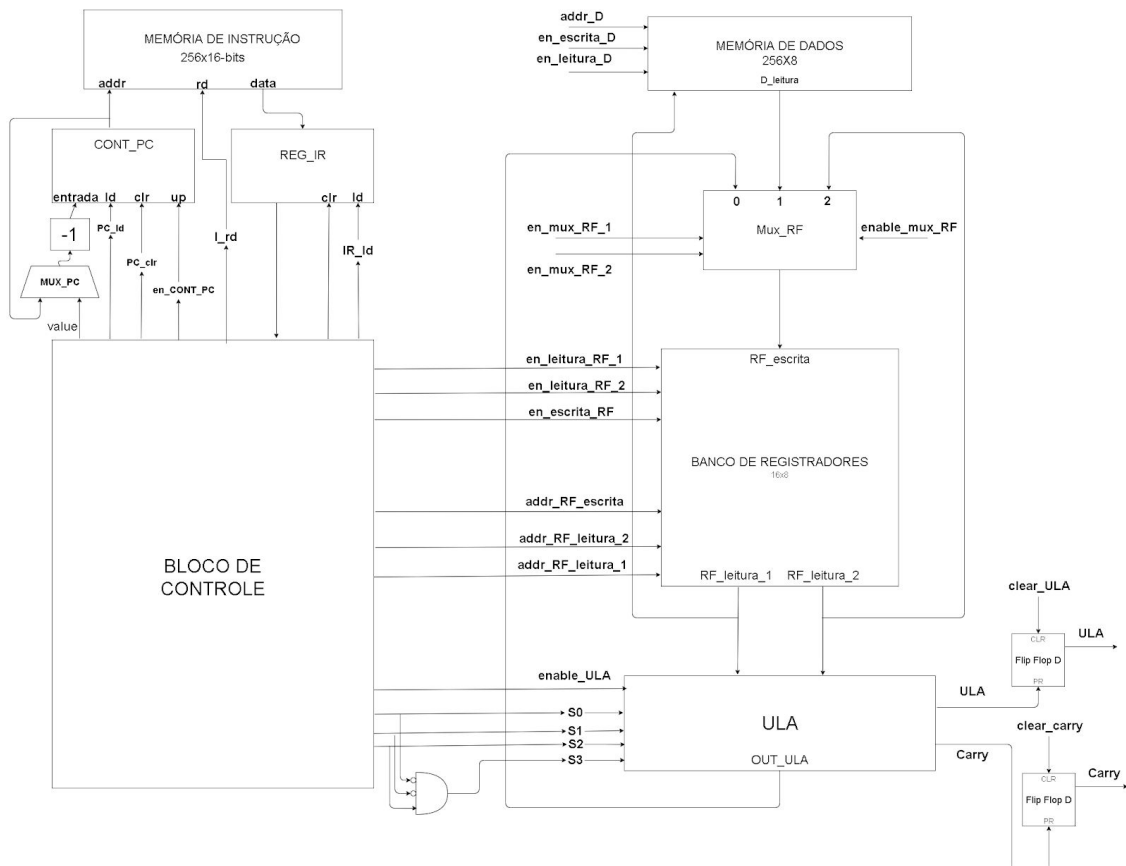 MEMÓRIA DE INSTRUÇÃO
256x16-bits
addr
rd
data
CONT_PC
entrada
ld
clr
up
REG_IR
clr
ld
-1
PC_ld
PC_clr
en_CONT_PC
I_rd
IR_ld
MUX_PC
value
BLOCO DE
CONTROLE
addr_D
en_escrita_D
en_leitura_D
MEMÓRIA DE DADOS
256X8
D_leitura
0
1
2
Mux_RF
en_mux_RF_1
en_mux_RF_2
enable_mux_RF
en_leitura_RF_1
en_leitura_RF_2
en_escrita_RF
addr_RF_escrita
addr_RF_leitura_2
addr_RF_leitura_1
RF_escrita
BANCO DE REGISTRADORES
16x8
RF_leitura_1
RF_leitura_2
enable_ULA
S0
S1
S2
S3
ULA
OUT_ULA
ULA
Carry
clear_ULA
CLR
Flip Flop D
PR
ULA
clear_carry
CLR
Flip Flop D
PR
Carry